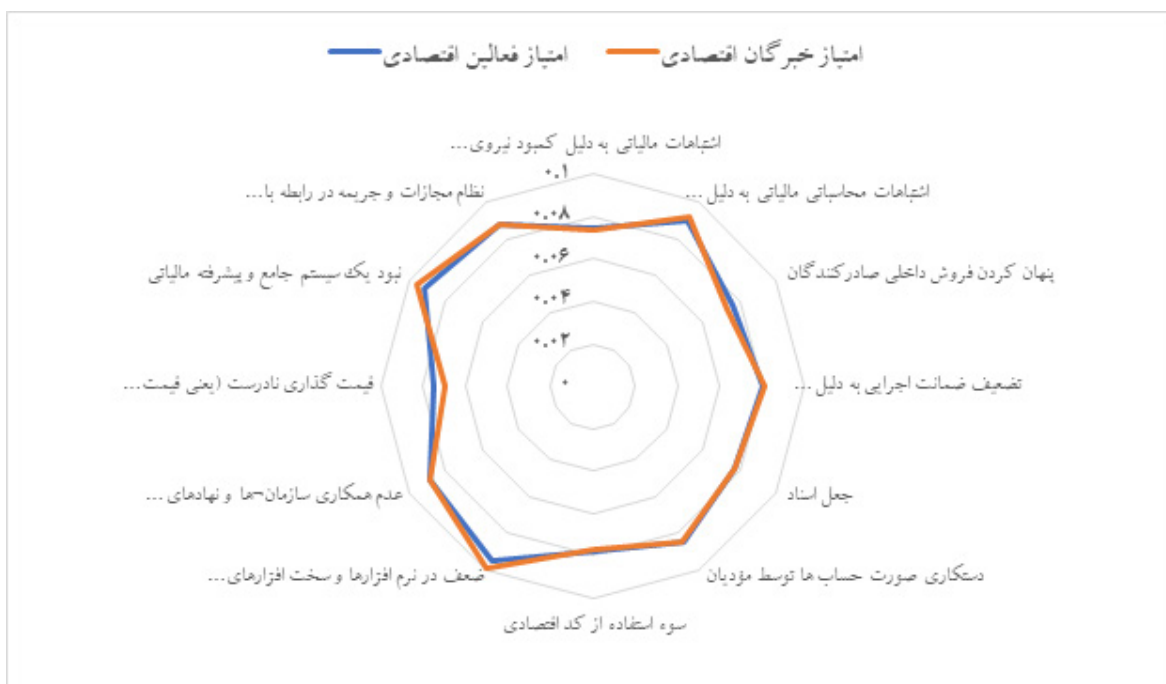 امتیاز خبرگان اقتصادی امتیاز فعالین اقتصادی
اشتباهات مالیاتی به دلیل کمبود نیروی...
اشتباهات محاسباتی مالیاتی به دلیل ...
پنهان کردن فروش داخلی صادرکنندگان
تضعیف ضمانت اجرایی به دلیل ...
جعل اسناد
دستکاری صورت حساب ها توسط مؤدیان
سوء استفاده از کد اقتصادی
ضعف در نرم افزارها و سخت افزارهای...
عدم همکاری سازمان¬ها و نهادهای ...
قیمت گذاری نادرست (یعنی قیمت...
نبود یک سیستم جامع و پیشرفته مالیاتی
نظام مجازات و جریمه در رابطه با...
۰.۱
۰.۰۸
۰.۰۶
۰.۰۴
۰.۰۲
۰